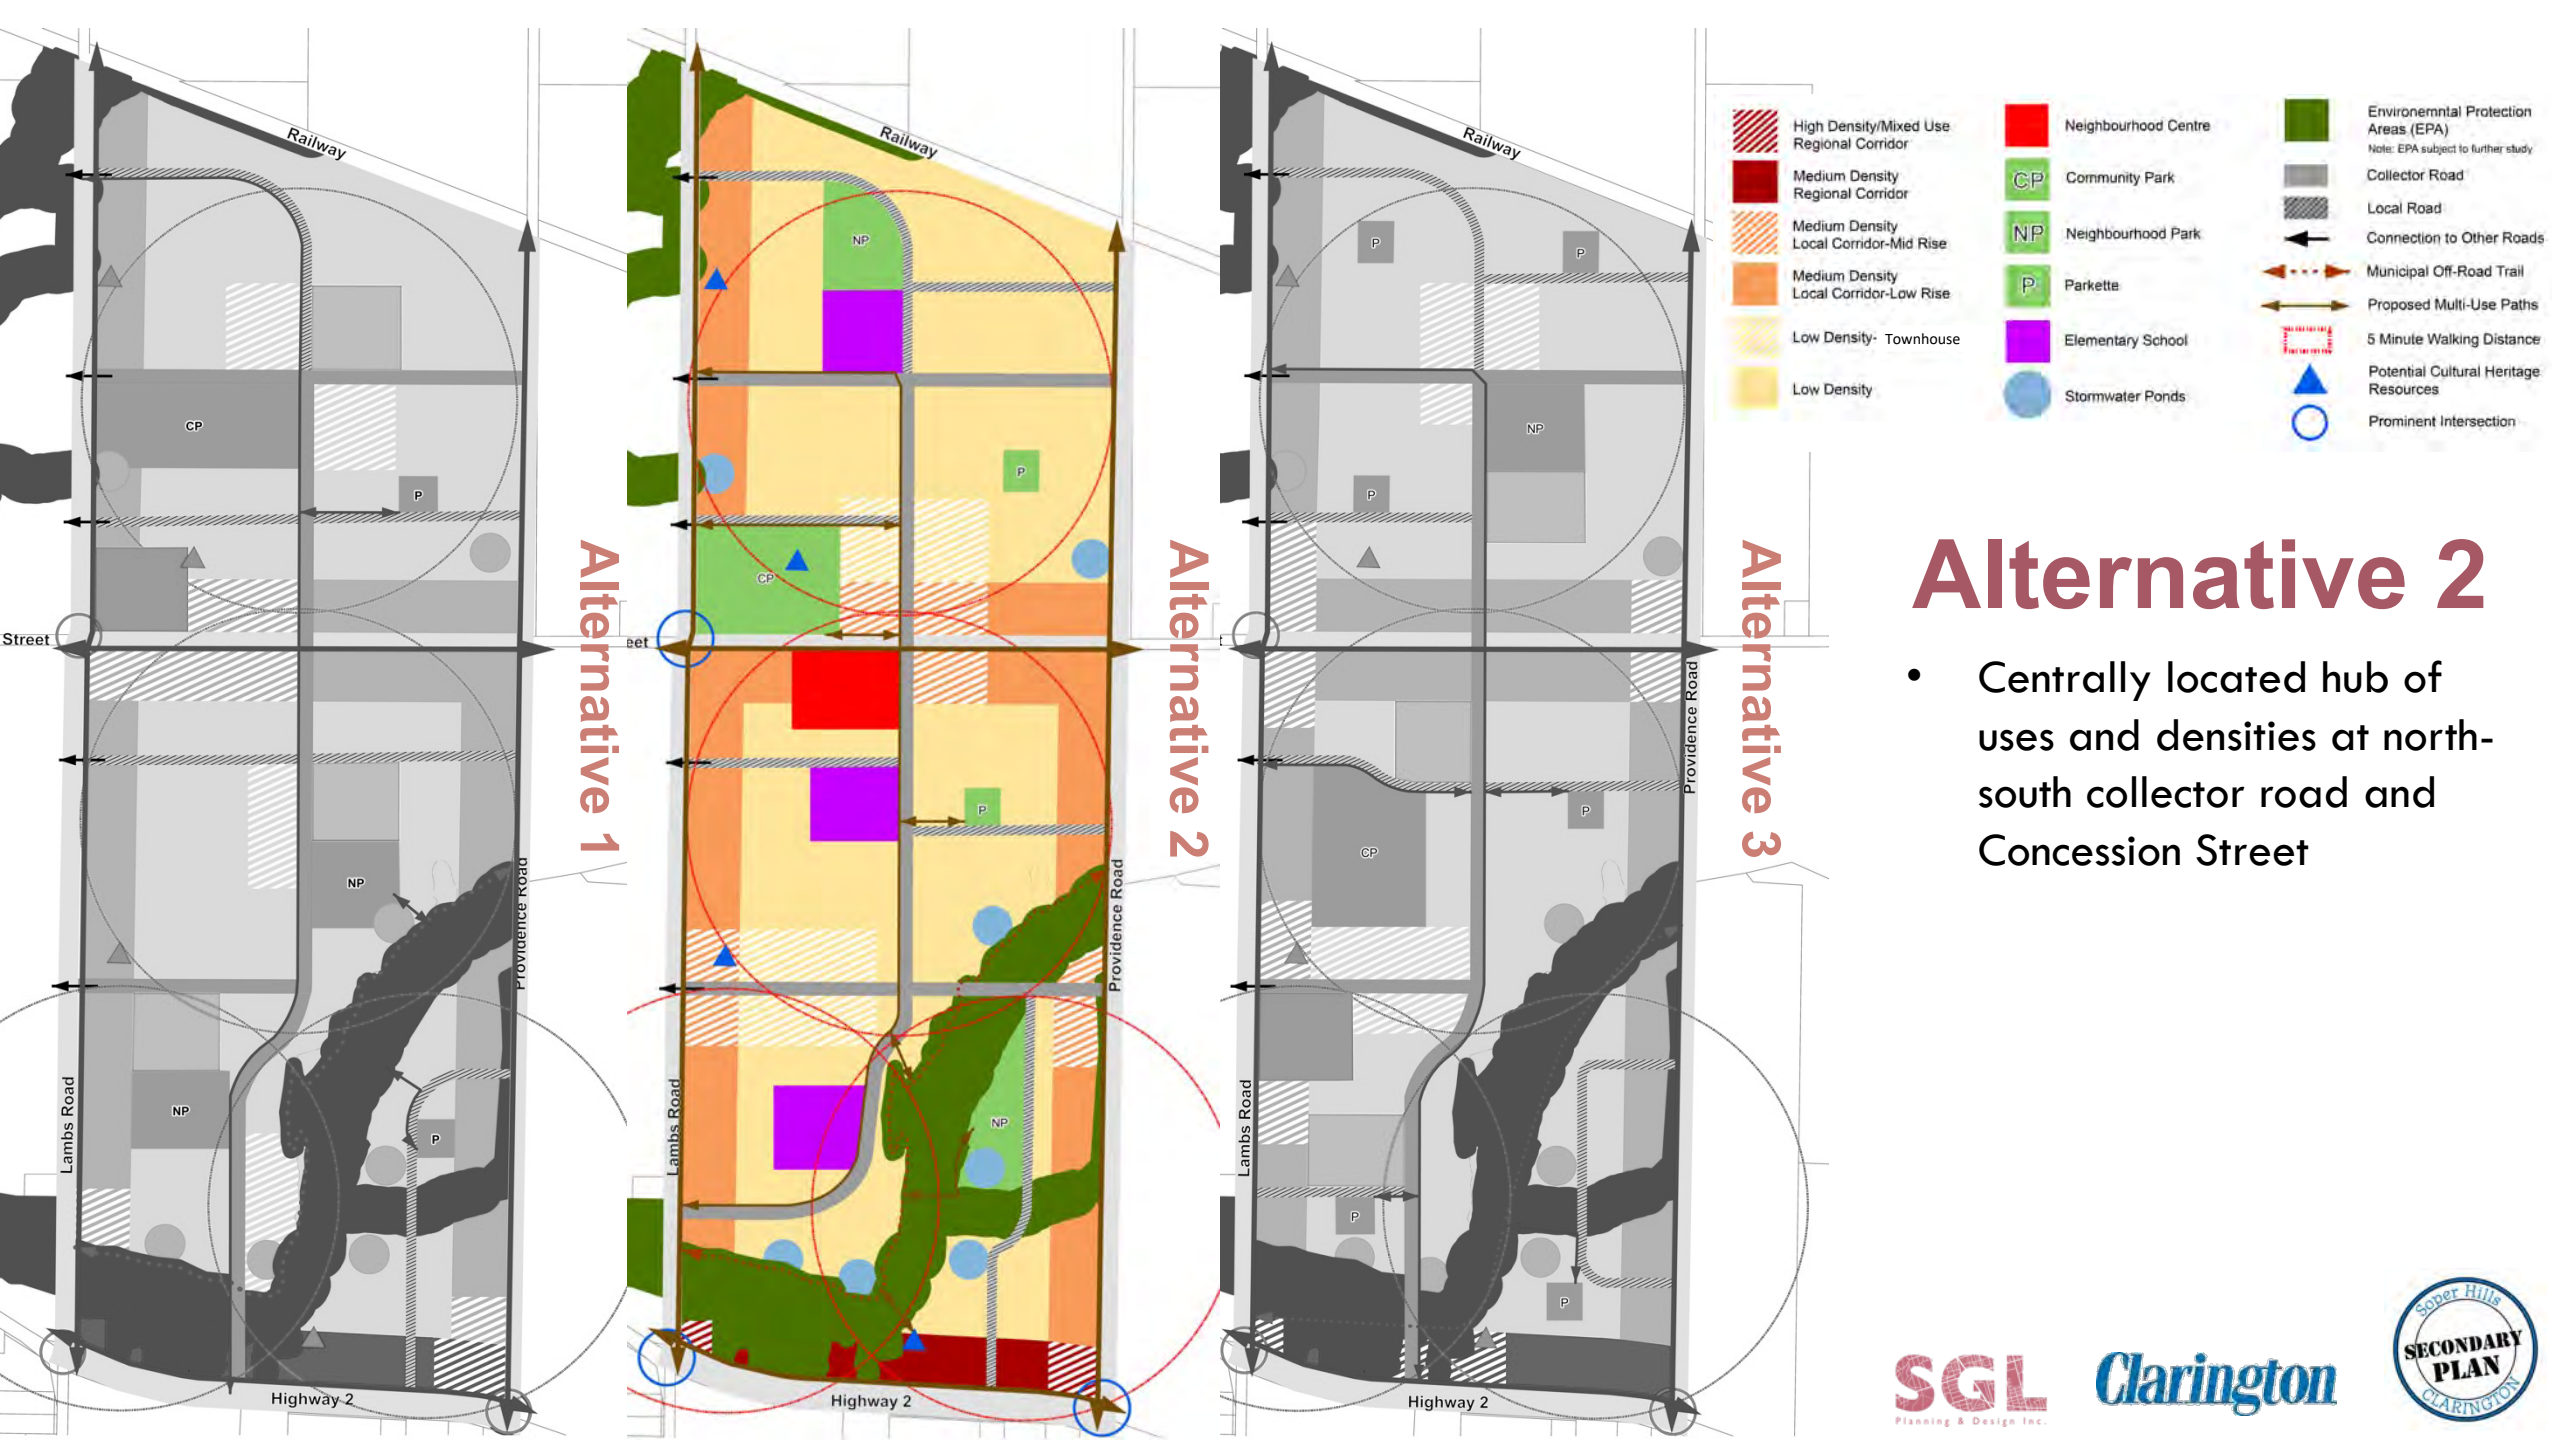 Railway
CP
P
Street
NP
Providence Road
Lambs Road
NP
P
Highway 2
Alternative 1
Railway
NP
P
CP
eet
P
Providence Road
NP
Lambs Road
Highway 2
Alternative 2
Railway
P
P
NP
P
t
Providence Road
P
CP
Lambs Road
P
P
Highway 2
Alternative 3
High Density/Mixed Use
Regional Corridor
Medium Density
Regional Corridor
Medium Density
Local Corridor-Mid Rise
Medium Density
Local Corridor-Low Rise
Low Density- Townhouse
Low Density
Neighbourhood Centre
CP Community Park
NP Neighbourhood Park
P Parkette
Elementary School
Stormwater Ponds
Environemntal Protection
Areas (EPA)
Note: EPA subject to further study
Collector Road
Local Road
Connection to Other Roads
Municipal Off-Road Trail
Proposed Multi-Use Paths
5 Minute Walking Distance
Potential Cultural Heritage
Resources
Prominent Intersection
Alternative 2
• Centrally located hub of
uses and densities at north-
south collector road and
Concession Street
SGL
Planning & Design Inc.
Clarington
Soper Hills
SECONDARY
PLAN
CLARINGTON